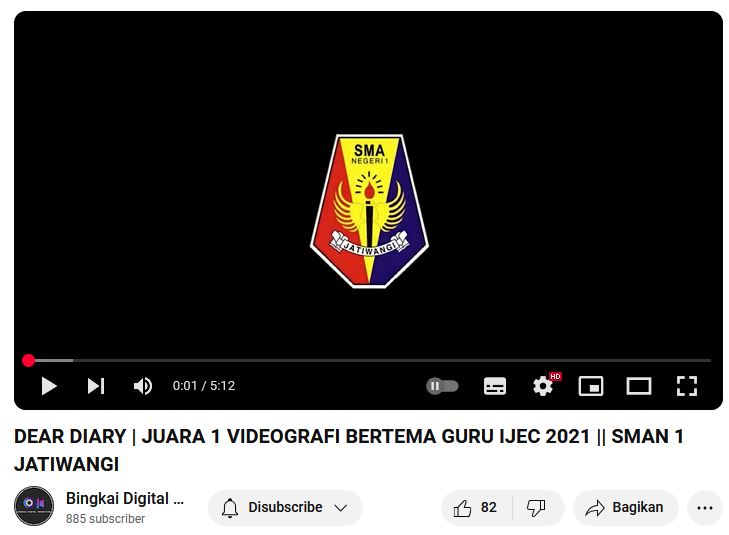 SMA
NEGERI 1
JATIWANGI
0:01 / 5:12
HD
DEAR DIARY | JUARA 1 VIDEOGRAFI BERTEMA GURU IJEC 2021 || SMAN 1
JATIWANGI
Bingkai Digital ...
885 subscriber
Disubscribe
82
Bagikan